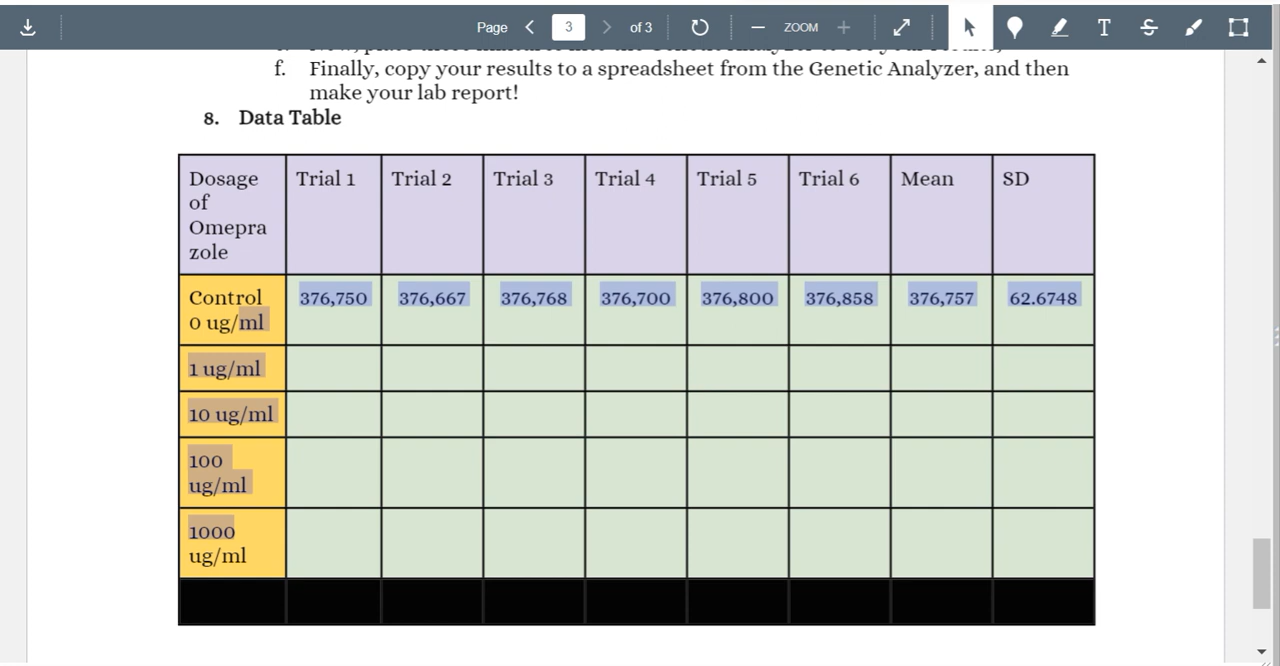 Page 3 of 3 ZOOM T S
f. Finally, copy your results to a spreadsheet from the Genetic Analyzer, and then
make your lab report!
8. Data Table
Dosage of Omepra zole Trial 1 Trial 2 Trial 3 Trial 4 Trial 5 Trial 6 Mean SD
Control 0 ug/ml 376,750 376,667 376,768 376,700 376,800 376,858 376,757 62.6748
1 ug/ml
10 ug/ml
100 ug/ml
1000 ug/ml